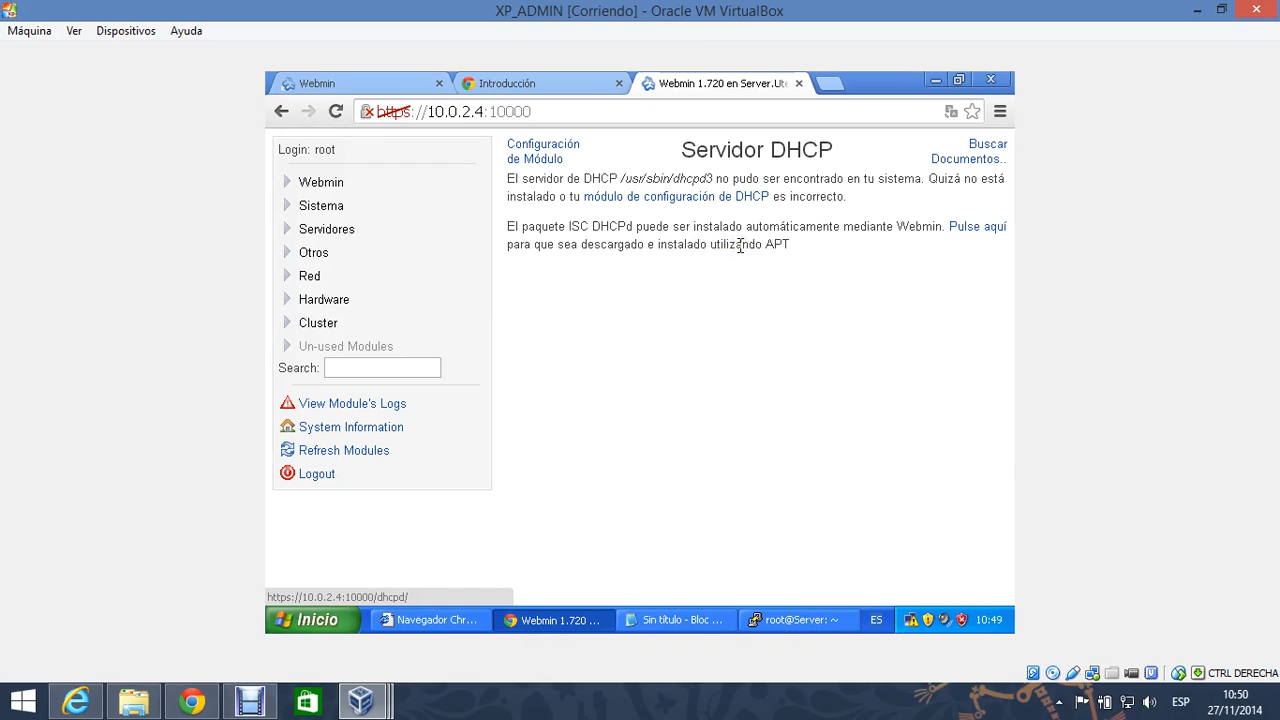 XP_ADMIN [Corriendo] - Oracle VM VirtualBox
Máquina Ver Dispositivos Ayuda
Webmin
Introducción
Webmin 1.720 en Server.Ute
https://10.0.2.4:10000
Login: root
Webmin
Sistema
Servidores
Otros
Red
Hardware
Cluster
Un-used Modules
Search:
View Module's Logs
System Information
Refresh Modules
Logout
Configuración
de Módulo
Servidor DHCP
Buscar
Documentos..
El servidor de DHCP /usr/sbin/dhcpd3 no pudo ser encontrado en tu sistema. Quizá no está
instalado o tu módulo de configuración de DHCP es incorrecto.
El paquete ISC DHCPd puede ser instalado automáticamente mediante Webmin. Pulse aquí
para que sea descargado e instalado utilizando APT
https://10.0.2.4:10000/dhcpd/
Inicio
Navegador Chr...
Webmin 1.720 ...
Sin título - Bloc ...
root@Server: ~
ES
10:49
CTRL DERECHA
ESP
10:50
27/11/2014